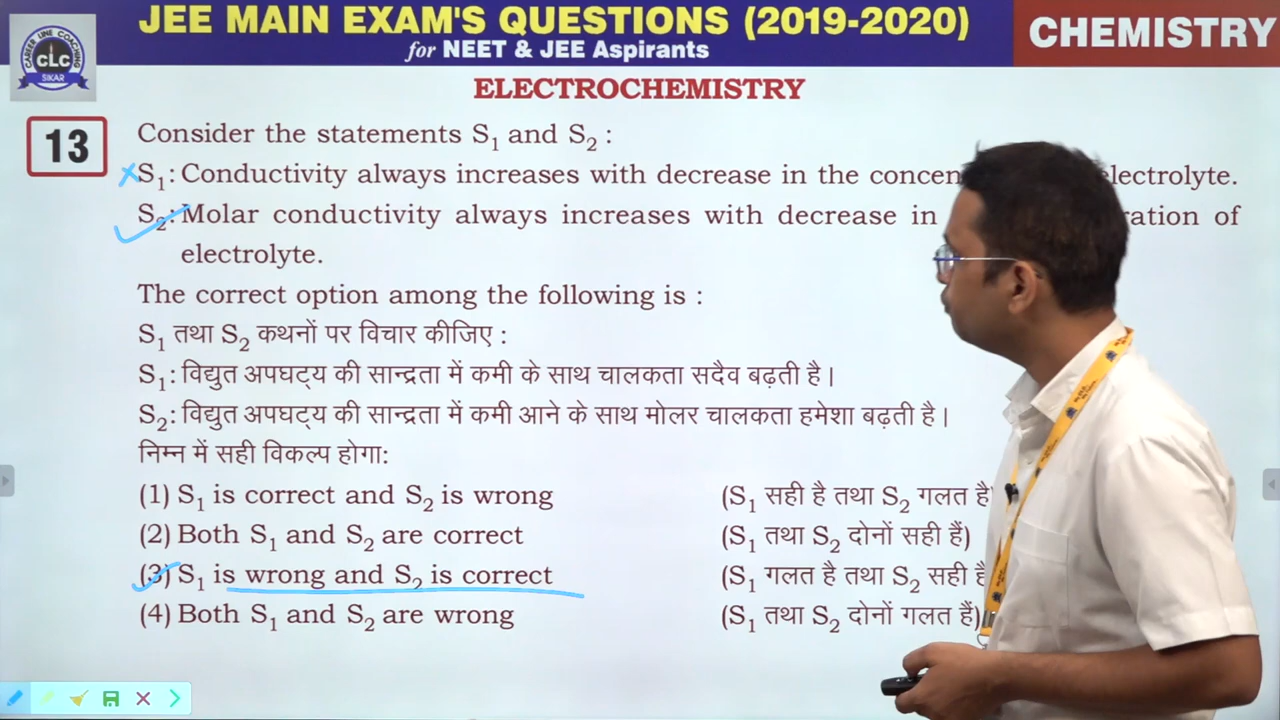 JEE MAIN EXAM'S QUESTIONS (2019-2020)
for NEET & JEE Aspirants
CHEMISTRY
CAREER LINE COACHING
CLC
SIKAR
ELECTROCHEMISTRY
13
Consider the statements S₁ and S₂ :
S₁: Conductivity always increases with decrease in the electrolyte.
S₂: Molar conductivity always increases with decrease in of
electrolyte.
The correct option among the following is :
S₁ तथा S₂ कथनों पर विचार कीजिए :
S₁: विद्युत अपघट्य की सान्द्रता में कमी के साथ चालकता सदैव बढ़ती है।
S₂: विद्युत अपघट्य की सान्द्रता में कमी आने के साथ मोलर चालकता हमेशा बढ़ती है।
निम्न में सही विकल्प होगा:
(1) S₁ is correct and S₂ is wrong (S₁ सही है तथा S₂ गलत है
(2) Both S₁ and S₂ are correct (S₁ तथा S₂ दोनों सही हैं)
(3) S₁ is wrong and S₂ is correct (S₁ गलत है तथा S₂ सही है
(4) Both S₁ and S₂ are wrong (S₁ तथा S₂ दोनों गलत हैं)